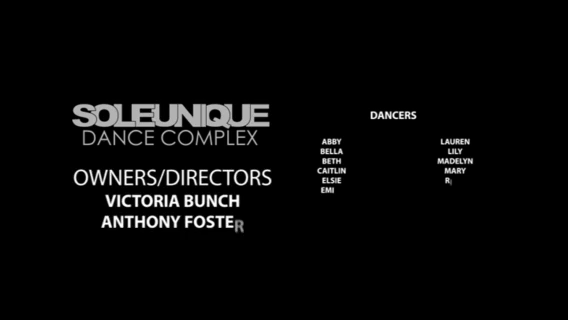 SOLEUNIQUE
DANCE COMPLEX
OWNERS/DIRECTORS
VICTORIA BUNCH
ANTHONY FOSTER
DANCERS
ABBY
BELLA
BETH
CAITLIN
ELSIE
EMI
LAUREN
LILY
MADELYN
MARY
R